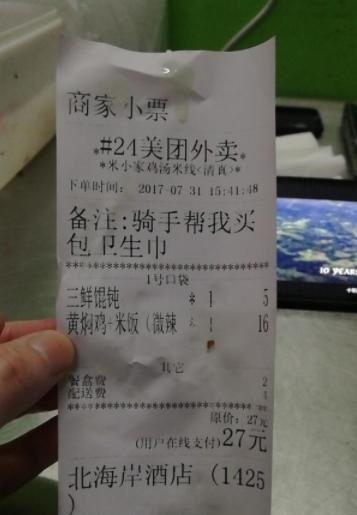 商家小票
*#24美团外卖*
*米小家鸡汤米线<清真>*
下单时间: 2017-07-31 15:41:48
备注:骑手帮我买
包卫生巾
1号口袋
三鲜馄饨 * 1 5
黄焖鸡+米饭(微辣 * 1 16
其它
餐盒费 2
配送费 4
原价: 27元
(用户在线支付)27元
北海岸酒店 (1425
)
10 YEARS